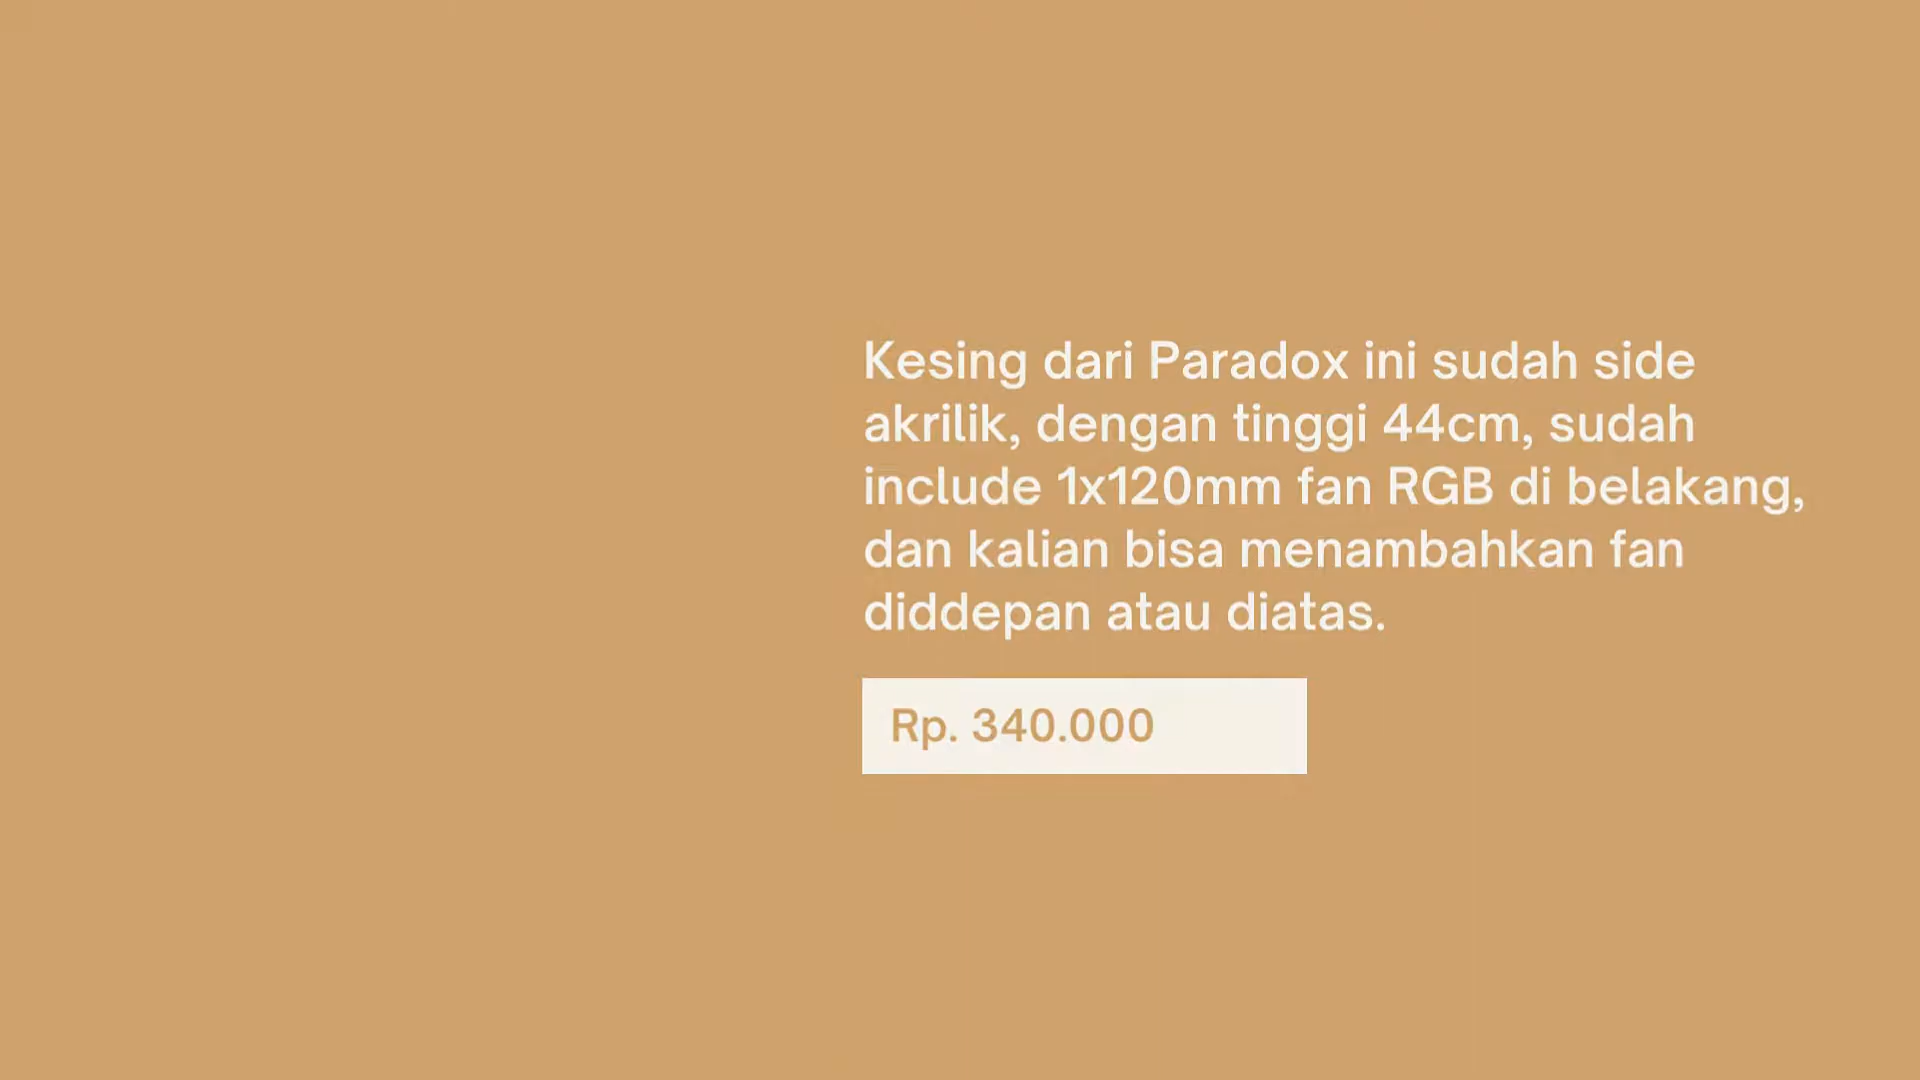 Kesing dari Paradox ini sudah side
akrilik, dengan tinggi 44cm, sudah
include 1x120mm fan RGB di belakang,
dan kalian bisa menambahkan fan
diddepan atau diatas.
Rp. 340.000